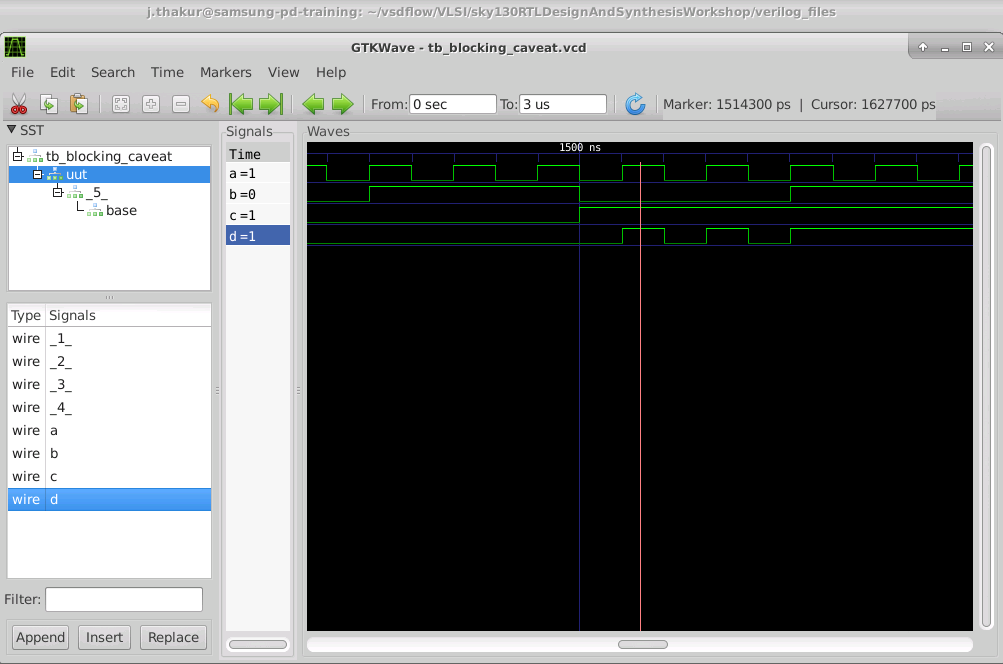 j.thakur@samsung-pd-training: ~/vsdflow/VLSI/sky130RTLDesignAndSynthesisWorkshop/verilog_files
GTKWave - tb_blocking_caveat.vcd
File Edit Search Time Markers View Help
From: 0 sec To: 3 us Marker: 1514300 ps | Cursor: 1627700 ps
SST
tb_blocking_caveat
uut
_5_
base
Type Signals
wire _1_
wire _2_
wire _3_
wire _4_
wire a
wire b
wire c
wire d
Filter:
Append Insert Replace
Signals
Time
a =1
b =0
c =1
d =1
Waves
1500 ns